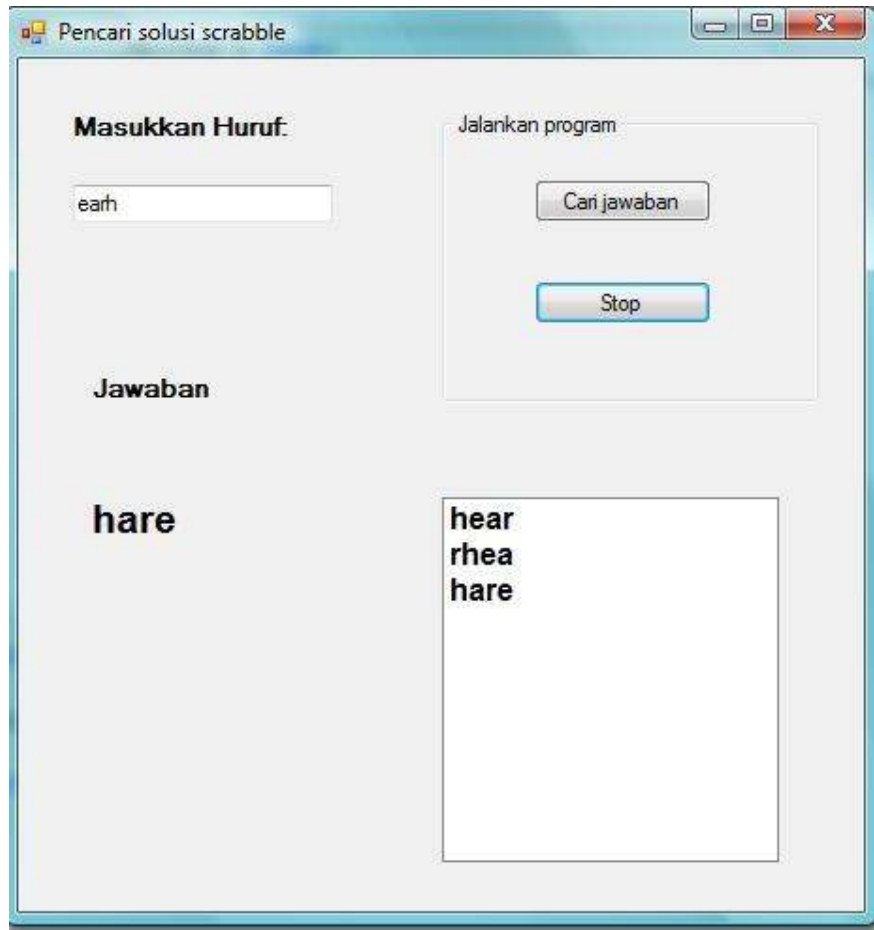 Pencari solusi scrabble
Masukkan Huruf:
earh
Jalankan program
Cari jawaban
Stop
Jawaban
hare
hear
rhea
hare